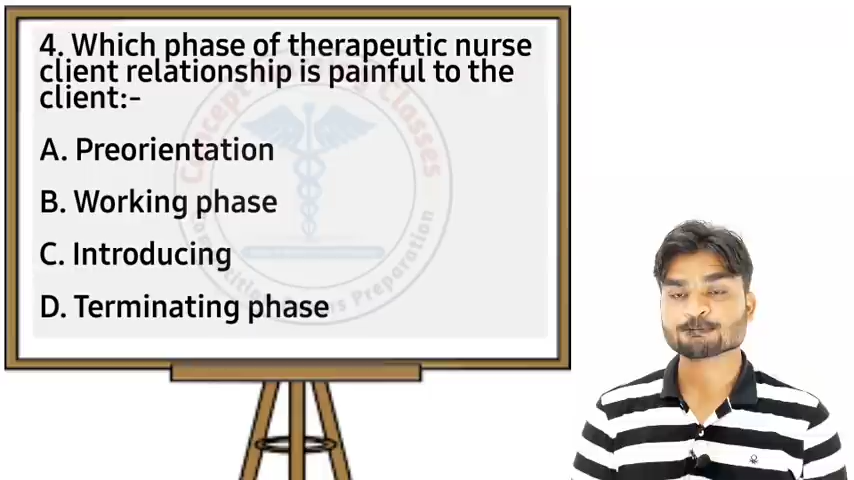 4. Which phase of therapeutic nurse
client relationship is painful to the
client:-
A. Preorientation
B. Working phase
C. Introducing
D. Terminating phase